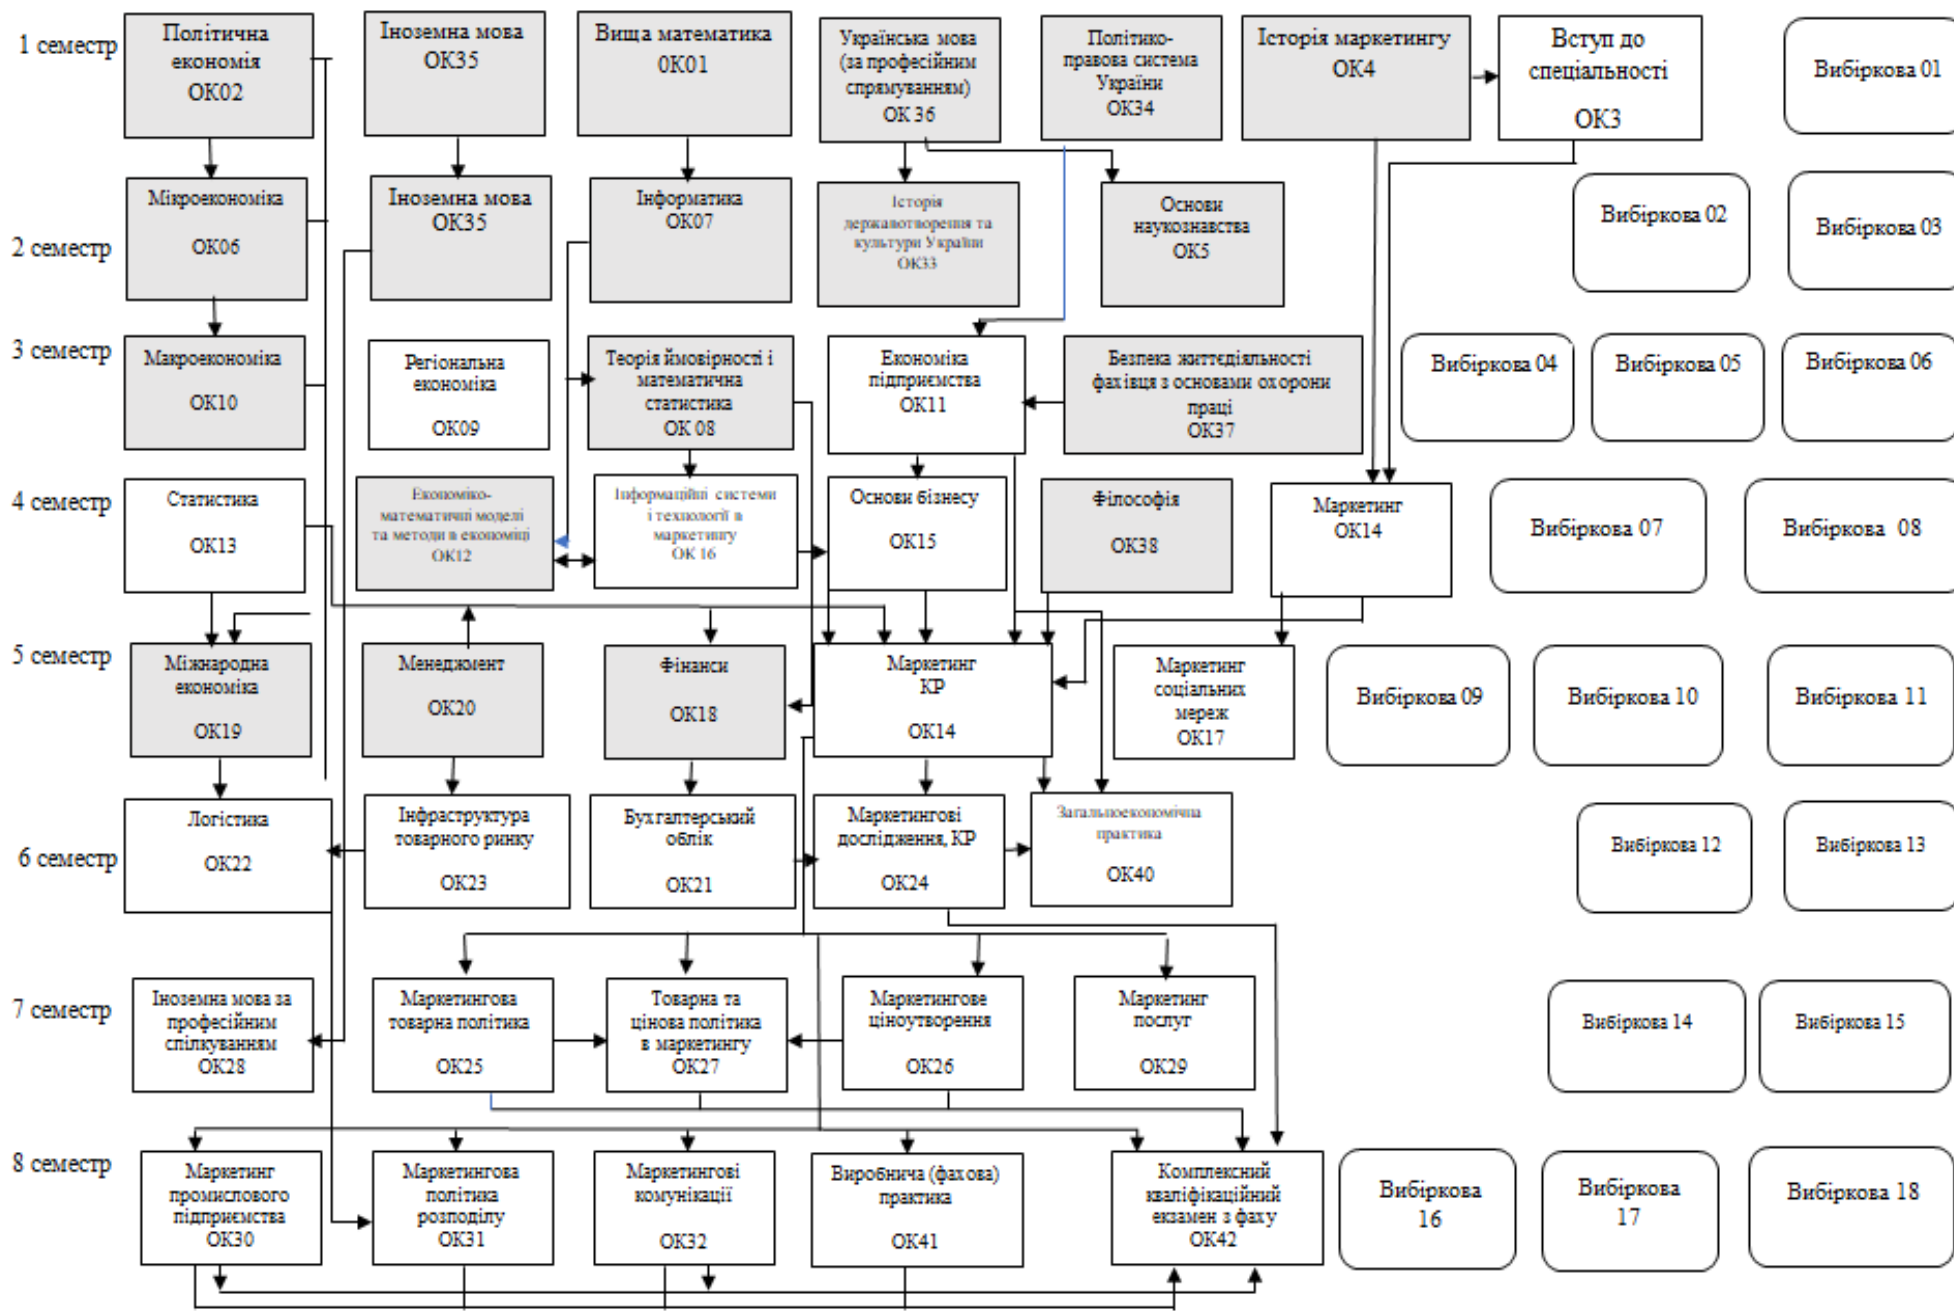 1 семестр
Політична
економія
ОК02
Іноземна мова
ОК35
Вища математика
0К01
Українська мова
(за професійним
спрямуванням)
ОК 36
Політико-
правова система
України
ОК34
Історія маркетингу
ОК4
Вступ до
спеціальності
ОК3
Вибіркова 01
2 семестр
Мікроекономіка
ОК06
Іноземна мова
ОК35
Інформатика
ОК07
Історія
державотворення та
культури України
ОК33
Основи
наукознавства
ОК5
Вибіркова 02
Вибіркова 03
3 семестр
Макроекономіка
ОК10
Регіональна
економіка
ОК09
Теорія ймовірності і
математична
статистика
ОК 08
Економіка
підприємства
ОК11
Безпека життєдіяльності
фахівця з основами охорони
праці
ОК37
Вибіркова 04
Вибіркова 05
Вибіркова 06
4 семестр
Статистика
ОК13
Економіко-
математичні моделі
та методи в економіці
ОК12
Інформаційні системи
і технології в
маркетингу
ОК 16
Основи бізнесу
ОК15
Філософія
ОК38
Маркетинг
ОК14
Вибіркова 07
Вибіркова 08
5 семестр
Міжнародна
економіка
ОК19
Менеджмент
ОК20
Фінанси
ОК18
Маркетинг
КР
ОК14
Маркетинг
соціальних
мереж
ОК17
Вибіркова 09
Вибіркова 10
Вибіркова 11
6 семестр
Логістика
ОК22
Інфраструктура
товарного ринку
ОК23
Бухгалтерський
облік
ОК21
Маркетингові
дослідження, КР
ОК24
Загальноекономічна
практика
ОК40
Вибіркова 12
Вибіркова 13
7 семестр
Іноземна мова за
професійним
спілкуванням
ОК28
Маркетингова
товарна політика
ОК25
Товарна та
цінова політика
в маркетингу
ОК27
Маркетингове
ціноутворення
ОК26
Маркетинг
послуг
ОК29
Вибіркова 14
Вибіркова 15
8 семестр
Маркетинг
промислового
підприємства
ОК30
Маркетингова
політика
розподілу
ОК31
Маркетингові
комунікації
ОК32
Виробнича (фахова)
практика
ОК41
Комплексний
кваліфікаційний
екзамен з фаху
ОК42
Вибіркова
16
Вибіркова
17
Вибіркова 18